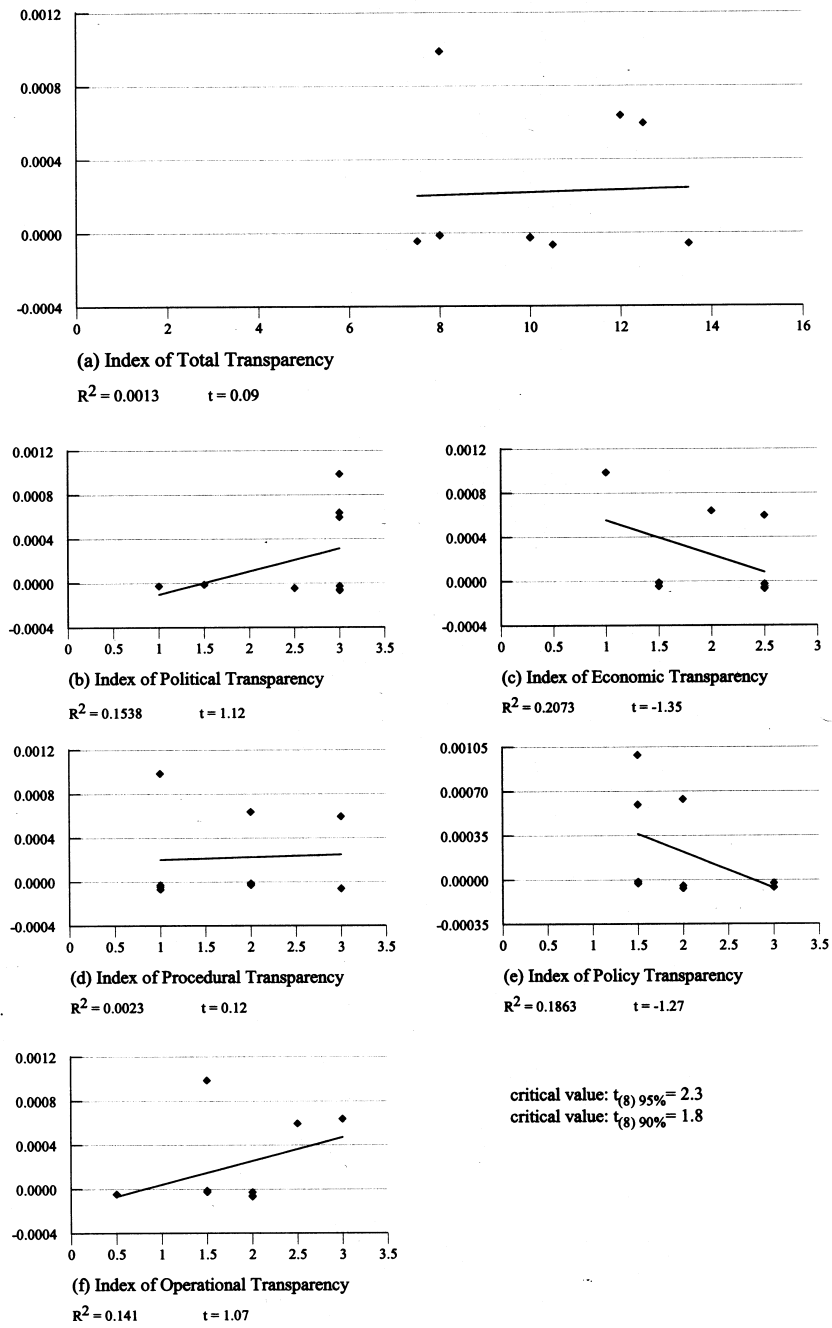 0.0012
0.0008
0.0004
0.0000
-0.0004
0 2 4 6 8 10 12 14 16
(a) Index of Total Transparency
R2 = 0.0013 t = 0.09
0.0012
0.0008
0.0004
0.0000
-0.0004
0 0.5 1 1.5 2 2.5 3 3.5
(b) Index of Political Transparency
R2 = 0.1538 t = 1.12
0.0012
0.0008
0.0004
0.0000
-0.0004
0 0.5 1 1.5 2 2.5 3
(c) Index of Economic Transparency
R2 = 0.2073 t = -1.35
0.0012
0.0008
0.0004
0.0000
-0.0004
0 0.5 1 1.5 2 2.5 3 3.5
(d) Index of Procedural Transparency
R2 = 0.0023 t = 0.12
0.00105
0.00070
0.00035
0.00000
-0.00035
0 0.5 1 1.5 2 2.5 3 3.5
(e) Index of Policy Transparency
R2 = 0.1863 t = -1.27
0.0012
0.0008
0.0004
0.0000
-0.0004
0 0.5 1 1.5 2 2.5 3 3.5
(f) Index of Operational Transparency
R2 = 0.141 t = 1.07
critical value: t(8) 95%= 2.3
critical value: t(8) 90%= 1.8